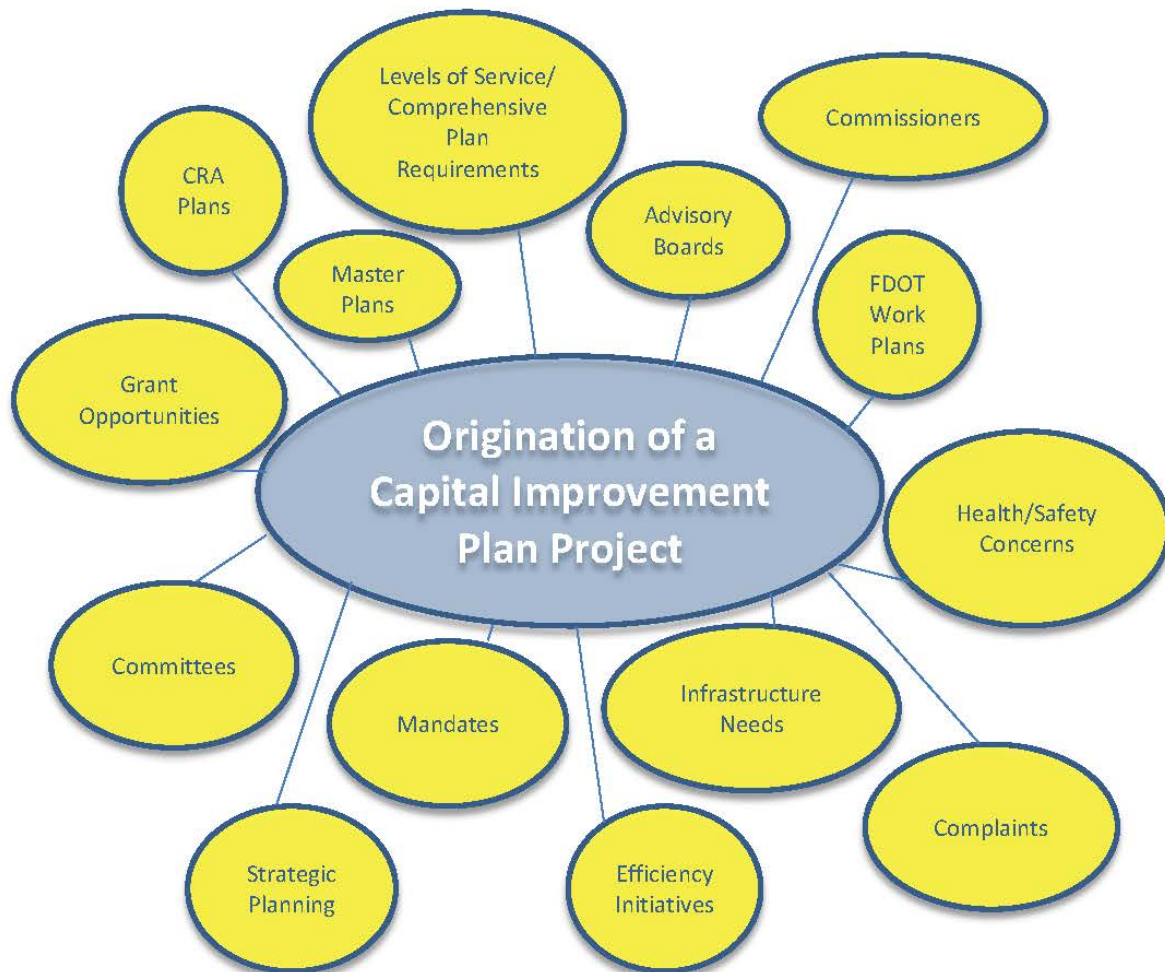 Levels of Service/
Comprehensive
Plan
Requirements
Commissioners
CRA
Plans
Advisory
Boards
Master
Plans
FDOT
Work
Plans
Grant
Opportunities
Origination of a
Capital Improvement
Plan Project
Health/Safety
Concerns
Committees
Mandates
Infrastructure
Needs
Complaints
Strategic
Planning
Efficiency
Initiatives